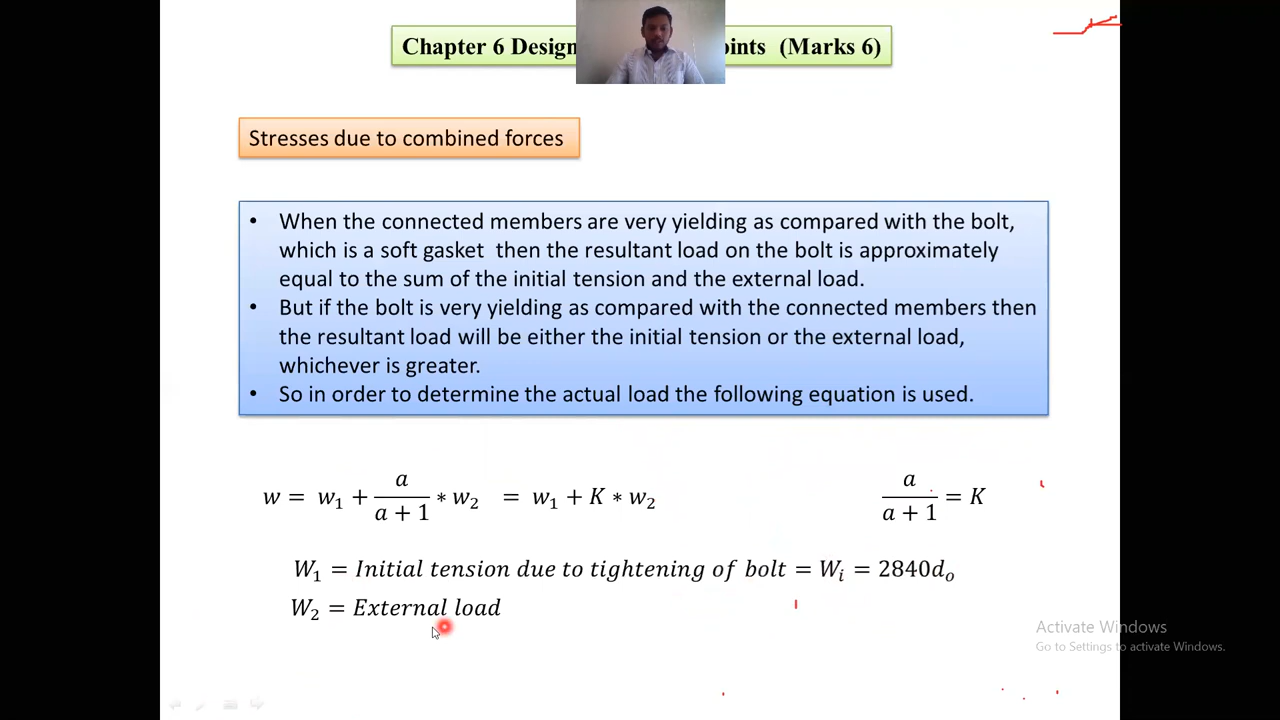 Chapter 6 Design oints (Marks 6)
Stresses due to combined forces
• When the connected members are very yielding as compared with the bolt,
which is a soft gasket then the resultant load on the bolt is approximately
equal to the sum of the initial tension and the external load.
• But if the bolt is very yielding as compared with the connected members then
the resultant load will be either the initial tension or the external load,
whichever is greater.
• So in order to determine the actual load the following equation is used.
w = w₁ + a/(a + 1) * w₂ = w₁ + K * w₂
a/(a + 1) = K
W₁ = Initial tension due to tightening of bolt = Wᵢ = 2840dₒ
W₂ = External load
Activate Windows
Go to Settings to activate Windows.